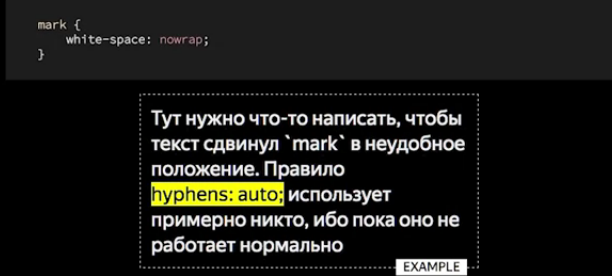 mark {
white-space: nowrap;
}
Тут нужно что-то написать, чтобы
текст сдвинул `mark` в неудобное
положение. Правило
hyphens: auto; использует
примерно никто, ибо пока оно не
работает нормально
EXAMPLE